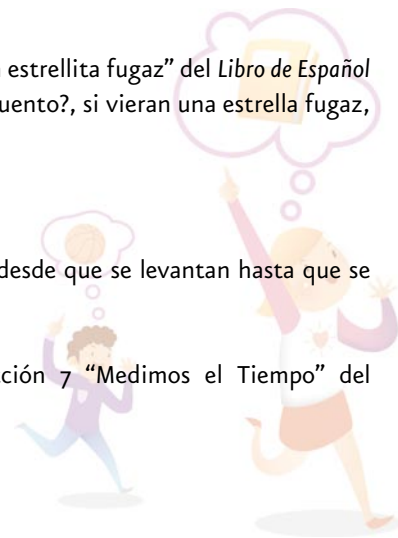 estrellita fugaz” del Libro de Español
uento?, si vieran una estrella fugaz,
desde que se levantan hasta que se
ción 7 “Medimos el Tiempo” del